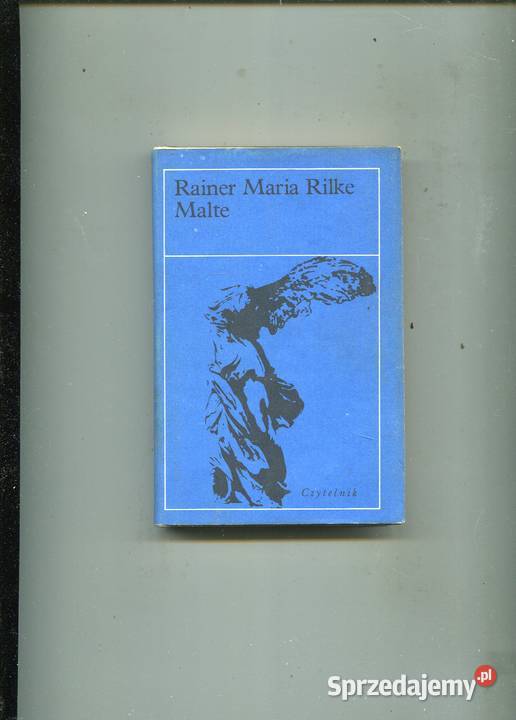 Rainer Maria Rilke
Malte
Czytelnik
Sprzedajemy.pl